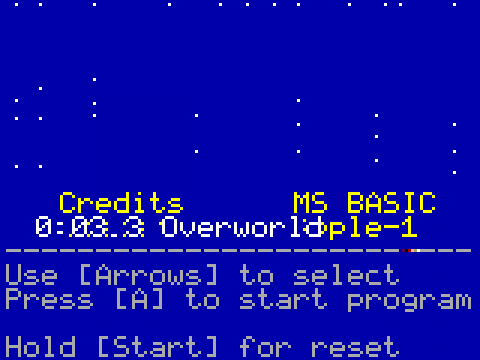 Credits MS BASIC
0:03.3 Overworld ple-1
Use [Arrows] to select
Press [A] to start program
Hold [Start] for reset